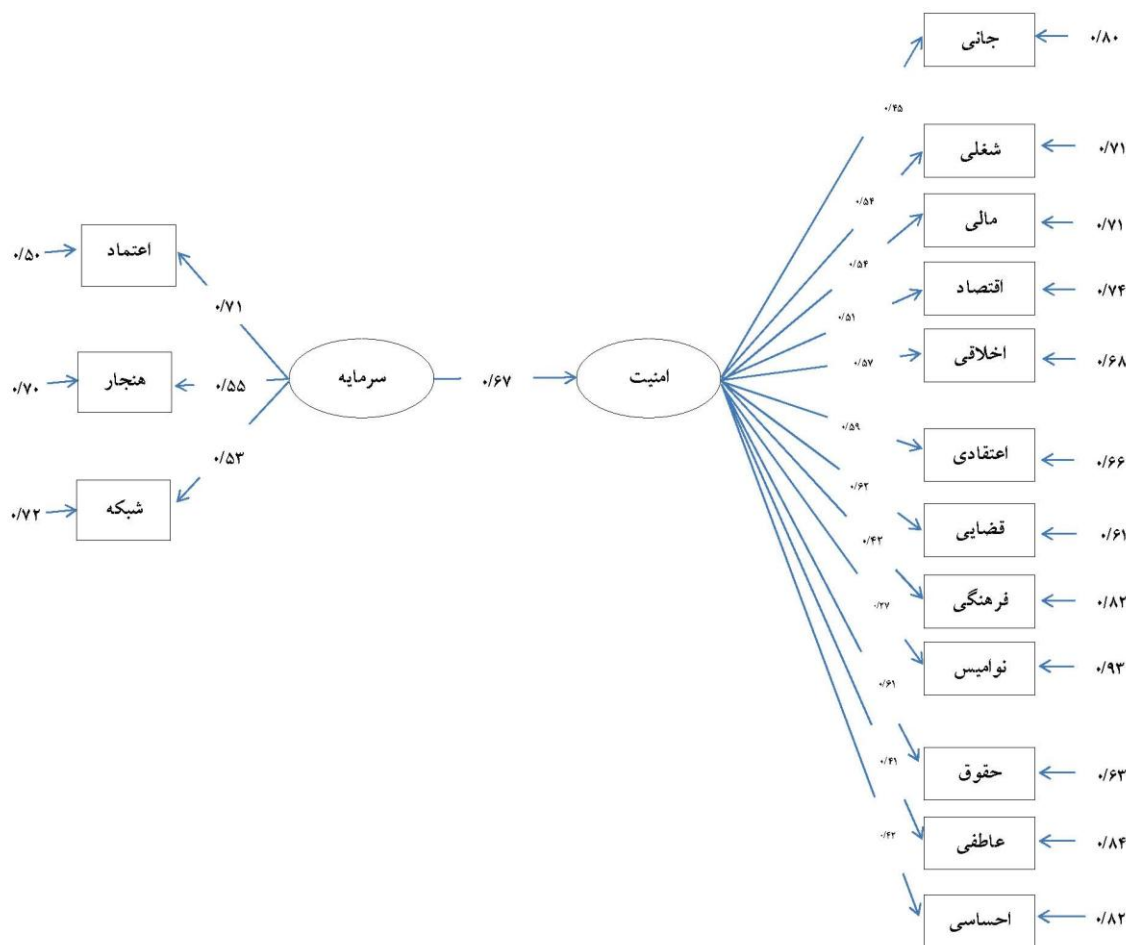 جانی
۰/۸۰
۰/۴۵
شغلی
۰/۷۱
۰/۵۴
مالی
۰/۷۱
۰/۵۴
اقتصاد
۰/۷۴
۰/۵۱
اخلاقی
۰/۶۸
۰/۵۷
اعتقادی
۰/۶۶
۰/۵۹
قضایی
۰/۶۱
۰/۶۲
فرهنگی
۰/۸۲
۰/۴۲
نوامیس
۰/۹۳
۰/۲۷
حقوق
۰/۶۳
۰/۶۱
عاطفی
۰/۸۴
۰/۴۱
احساسی
۰/۸۲
۰/۴۲
امنیت
۰/۶۷
سرمایه
اعتماد
۰/۵۰
۰/۷۱
هنجار
۰/۷۰
۰/۵۵
شبکه
۰/۷۲
۰/۵۳